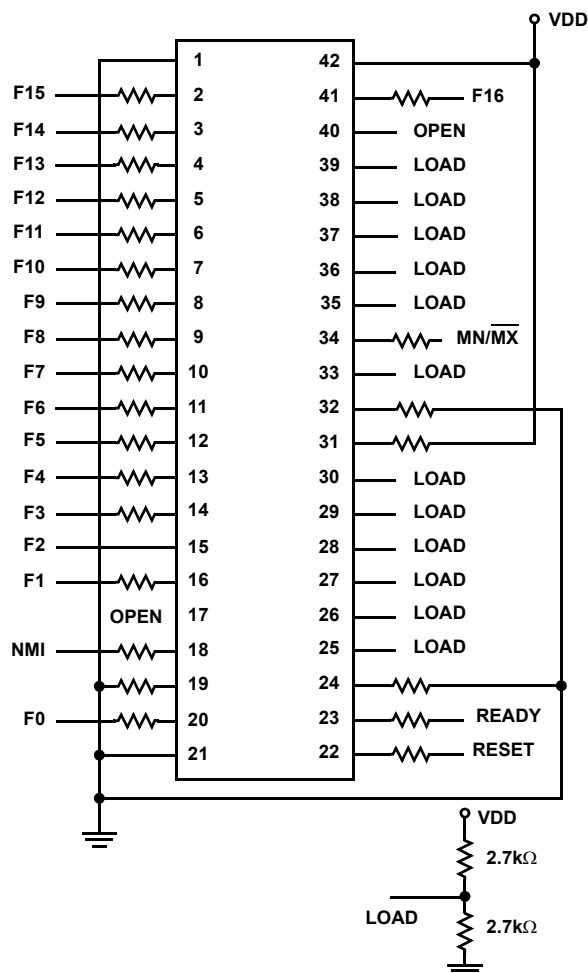 VDD
1 42
F15 2 41 F16
F14 3 40 OPEN
F13 4 39 LOAD
F12 5 38 LOAD
F11 6 37 LOAD
F10 7 36 LOAD
F9 8 35 LOAD
F8 9 34 MN/M̅X̅
F7 10 33 LOAD
F6 11 32
F5 12 31
F4 13 30 LOAD
F3 14 29 LOAD
F2 15 28 LOAD
F1 16 27 LOAD
OPEN 17 26 LOAD
NMI 18 25 LOAD
19 24
F0 20 23 READY
21 22 RESET
VDD
2.7kΩ
LOAD
2.7kΩ